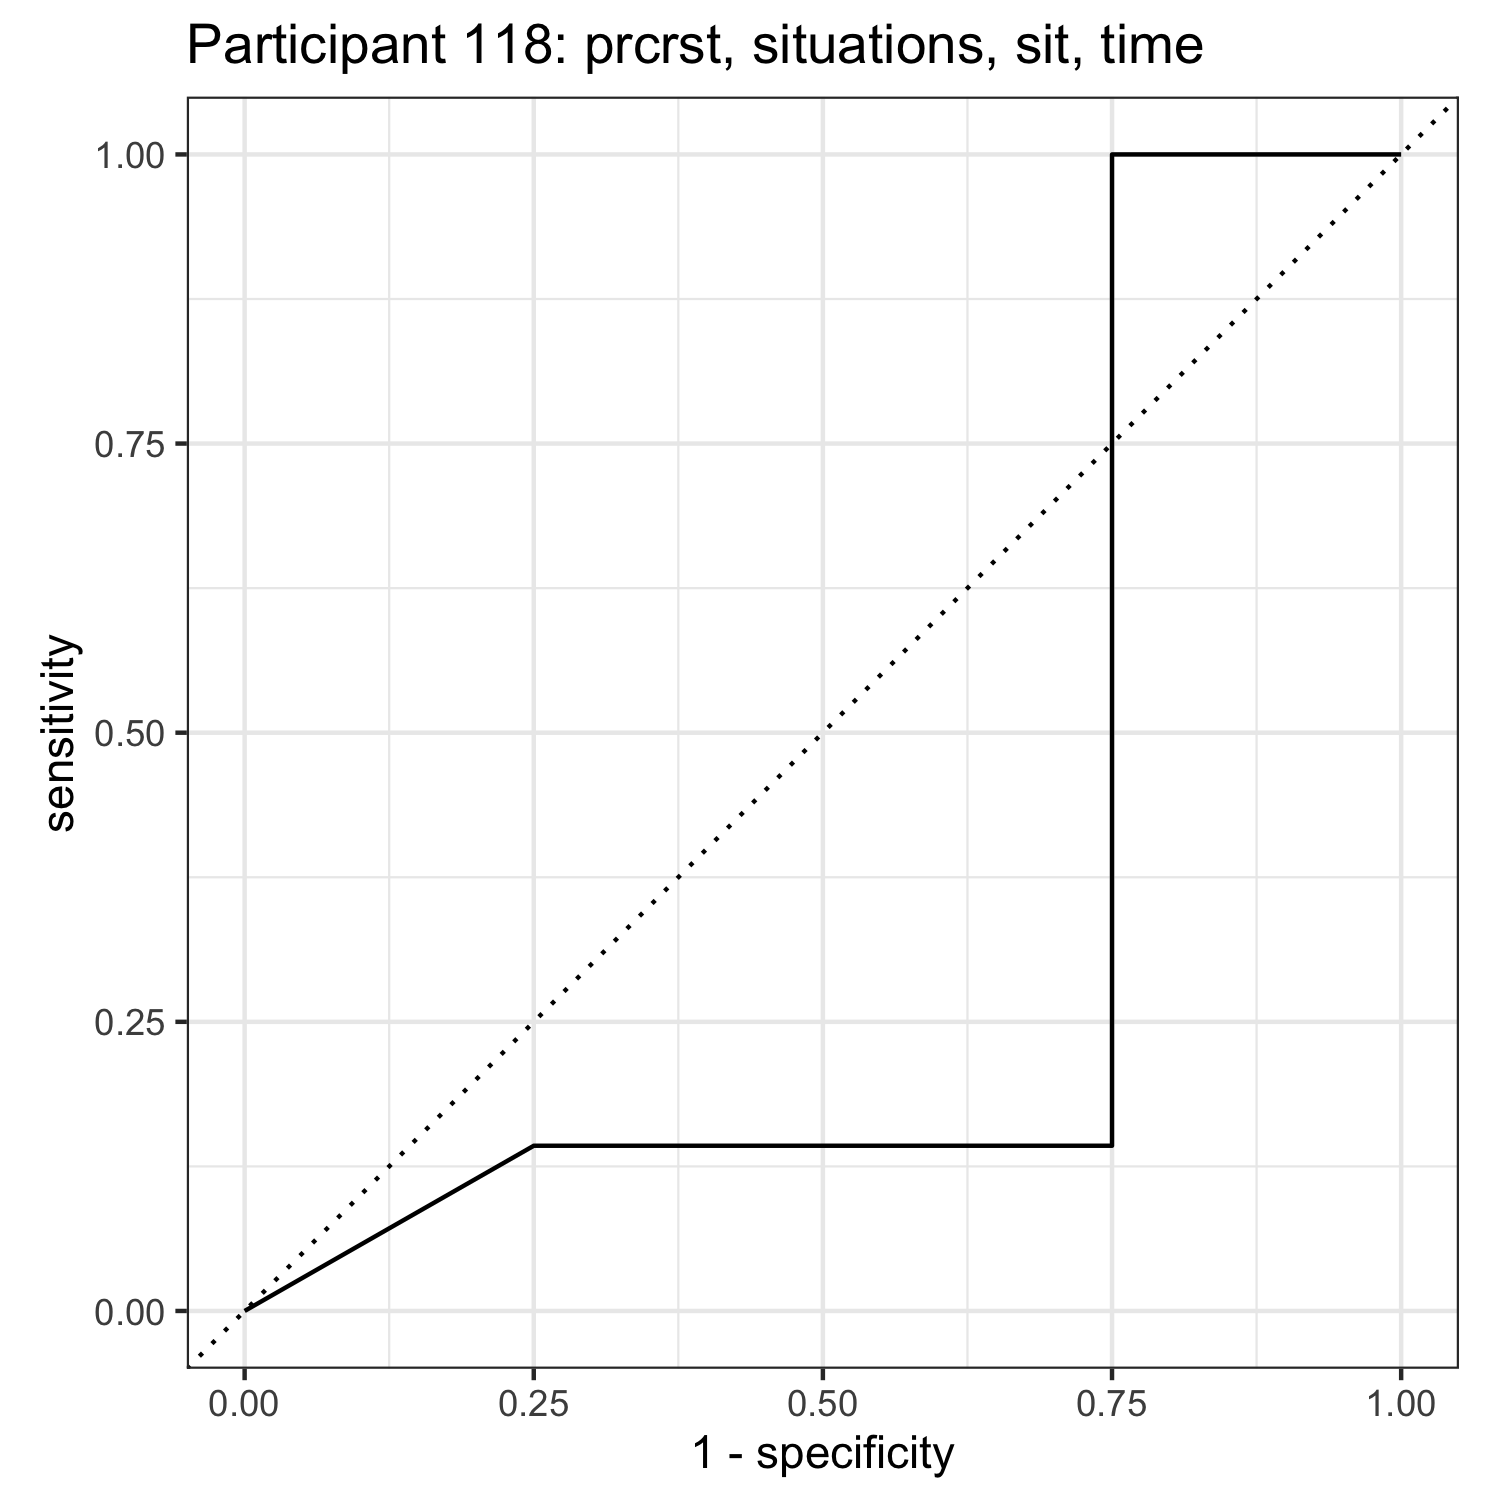 Participant 118: prcrst, situations, sit, time
1.00
0.75
0.50
0.25
0.00
sensitivity
0.00 0.25 0.50 0.75 1.00
1 - specificity